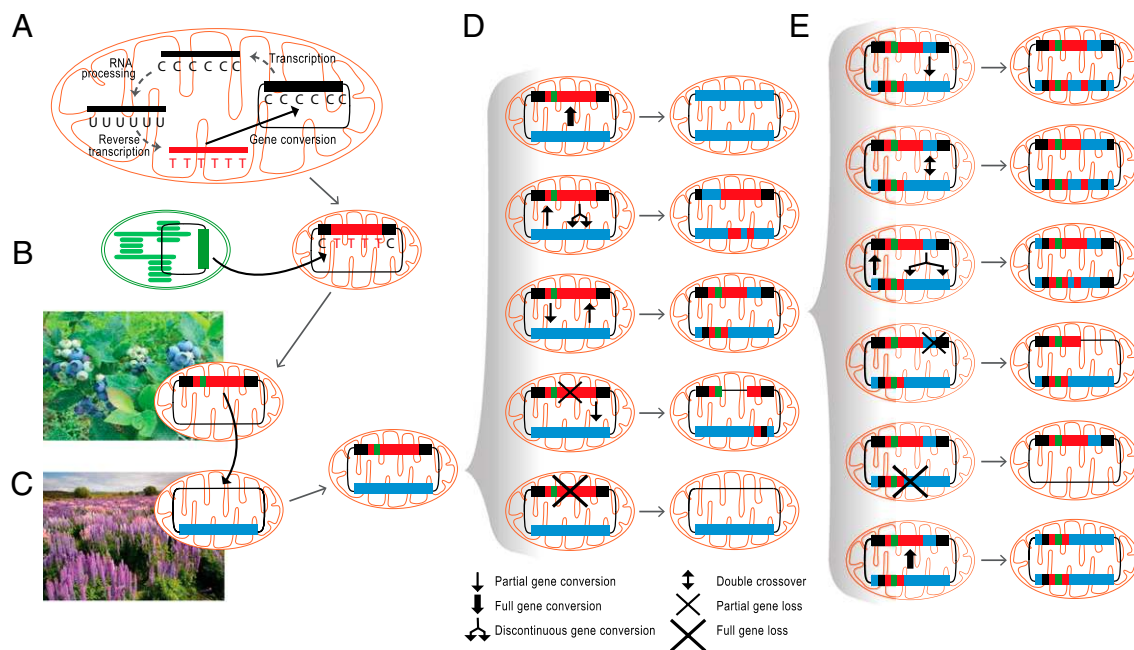 A
D
E
C C C C C C
Transcription
RNA
processing
C C C C C C
U U U U U U
Reverse
transcription
Gene conversion
T T T T T T
B
C T T T T C
C
Partial gene conversion
Full gene conversion
Discontinuous gene conversion
Double crossover
Partial gene loss
Full gene loss